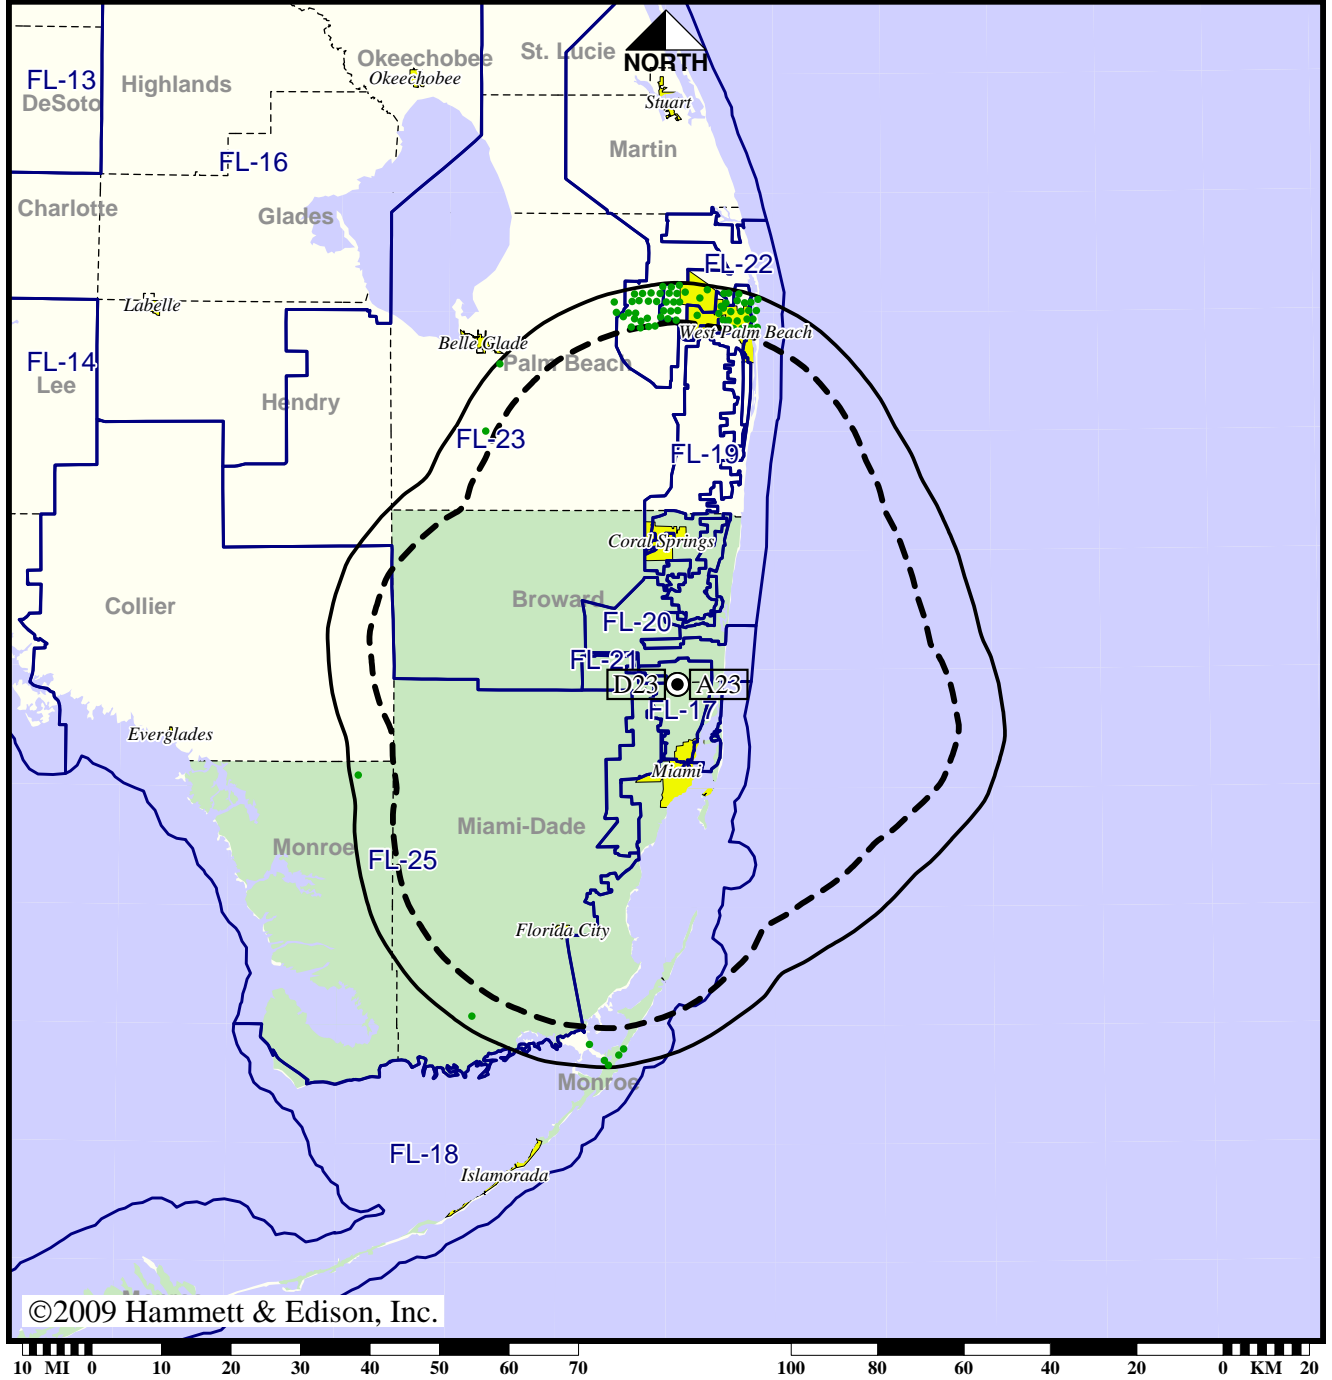 NORTH
St. Lucie
Okeechobee
Okeechobee
FL-13
DeSoto
Highlands
Stuart
Martin
FL-16
Charlotte
Glades
FL-22
Labelle
West Palm Beach
Belle Glade
Palm Beach
FL-14
Lee
Hendry
FL-23
FL-19
Coral Springs
Collier
Broward
FL-20
FL-21
D23
A23
FL-17
Everglades
Miami
Miami-Dade
Monroe
FL-25
Florida City
Monroe
FL-18
Islamorada
©2009 Hammett & Edison, Inc.
10 MI 0 10 20 30 40 50 60 70 100 80 60 40 20 0 KM 20